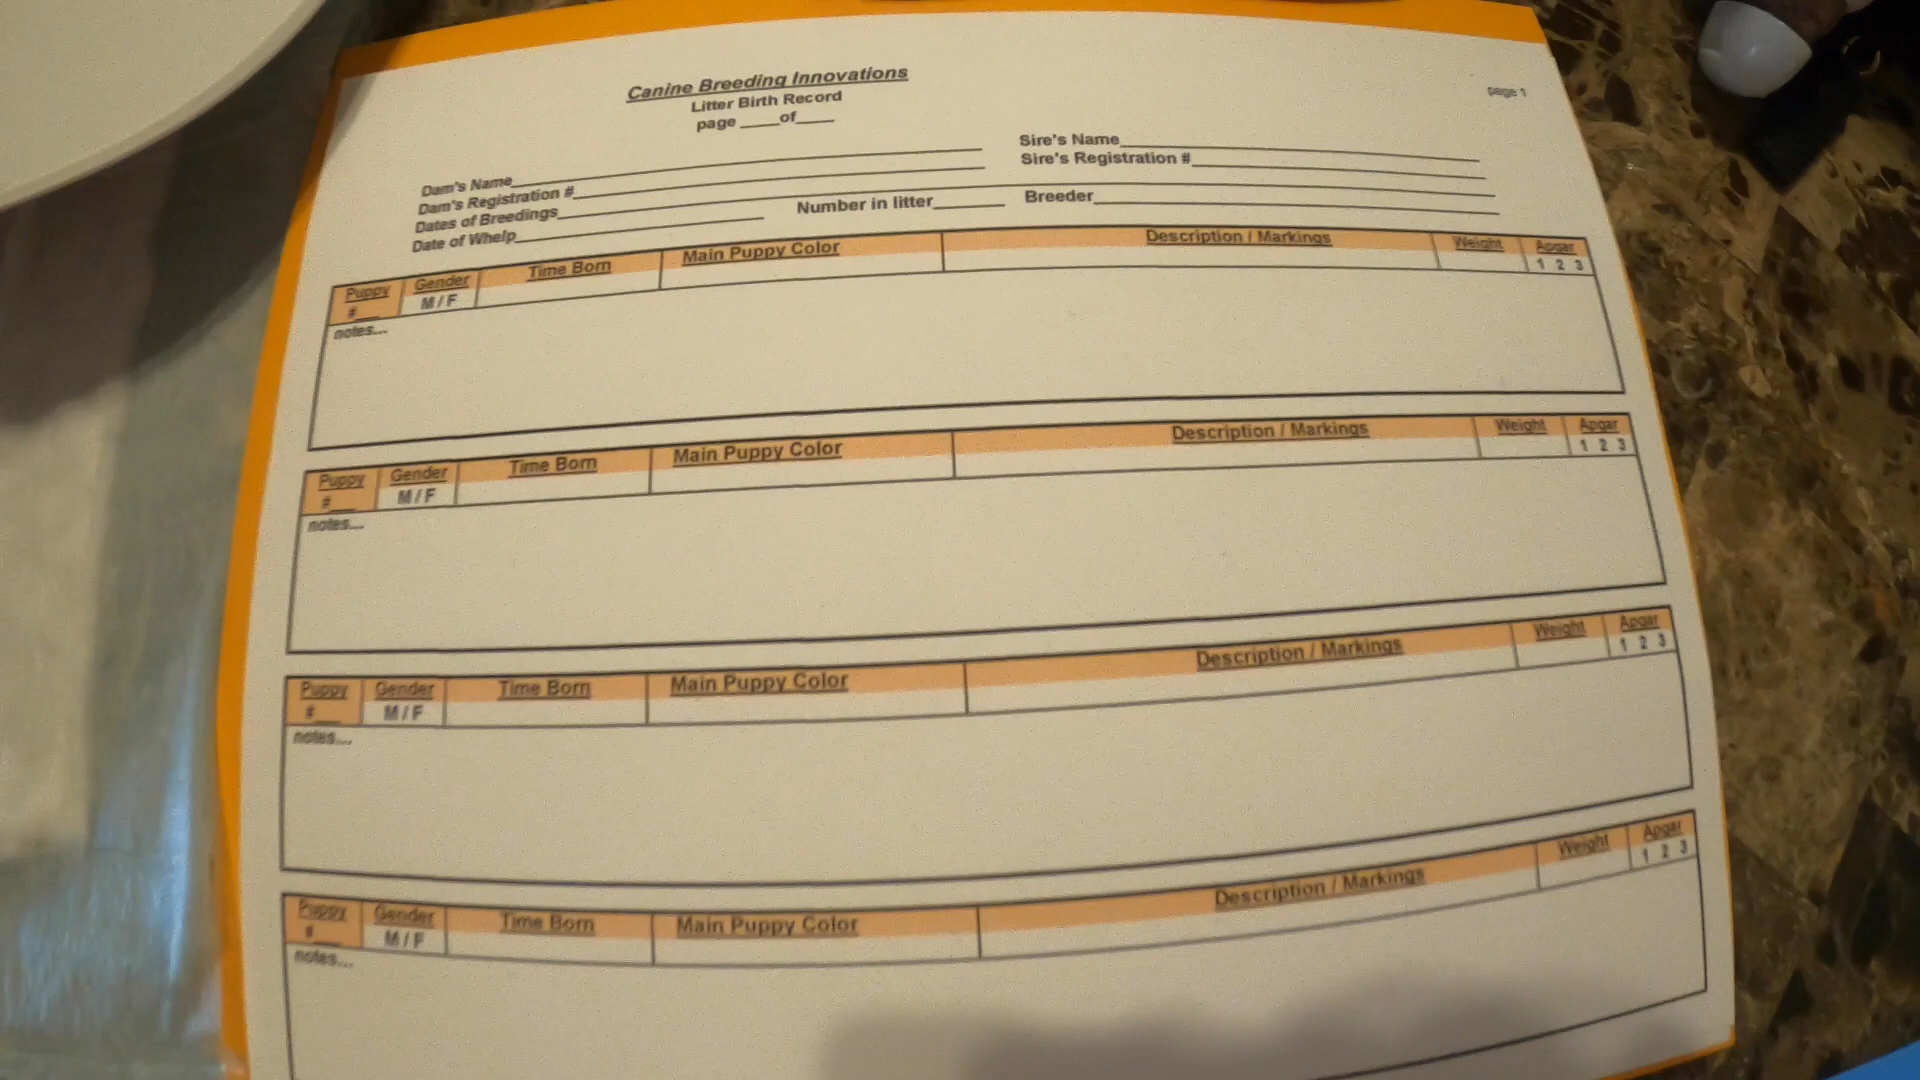 Canine Breeding Innovations
Litter Birth Record
page ____of____
page 1
Dam's Name
Dam's Registration #
Dates of Breedings
Date of Whelp
Number in litter
Sire's Name
Sire's Registration #
Breeder
Puppy Gender Time Born Main Puppy Color Description / Markings Weight Apgar
#___ M / F 1 2 3
notes...
Puppy Gender Time Born Main Puppy Color Description / Markings Weight Apgar
#___ M / F 1 2 3
notes...
Puppy Gender Time Born Main Puppy Color Description / Markings Weight Apgar
#___ M / F 1 2 3
notes...
Puppy Gender Time Born Main Puppy Color Description / Markings Weight Apgar
#___ M / F 1 2 3
notes...